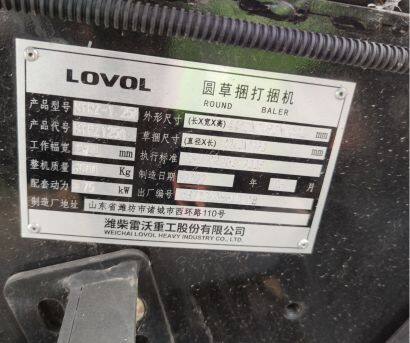 LOVOL
圆草捆打捆机
ROUND BALER
产品型号
外形尺寸 (长X宽X高) mm
产品代号
草捆尺寸 (直径X长) mm
工作幅宽 mm
执行标准
整机质量 Kg
制造日期 年 月
配套动力 75 kW
出厂编号
制造厂地址 山东省潍坊市诸城市西环路110号
潍柴雷沃重工股份有限公司
WEICHAI LOVOL HEAVY INDUSTRY CO., LTD.